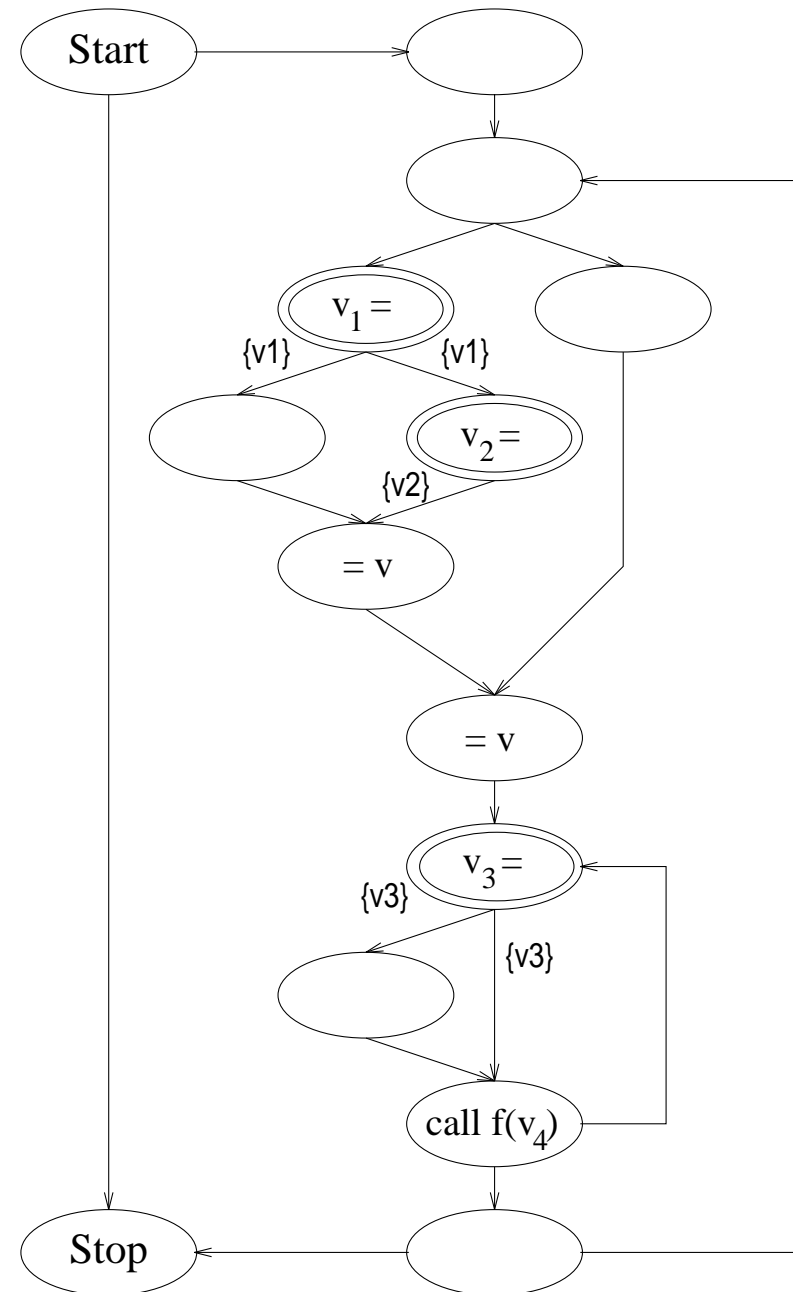 Start
v₁ =
{v1}
{v1}
v₂ =
{v2}
= v
= v
v₃ =
{v3}
{v3}
call f(v₄)
Stop